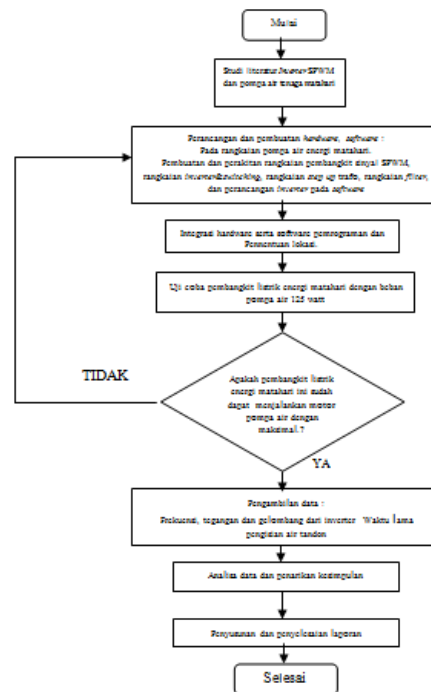 Mulai
Studi literatur Inverter SPWM
dan pompa air tenaga matahari
Perancangan dan pembuatan hardware, software :
Pada rangkaian pompa air energi matahari.
Pembuatan dan perakitan rangkaian pembangkit sinyal SPWM,
rangkaian inverter&switching, rangkaian step up trafo, rangkaian filter,
dan perancangan inverter pada software
Integrasi hardware serta software pemrograman dan
Pennentuan lokasi.
Uji coba pembangkit listrik energi matahari dengan beban
pompa air 125 watt
TIDAK
Apakah pembangkit listrik
energi matahari ini sudah
dapat menjalankan motor
pompa air dengan
maksimal.?
YA
Pengambilan data :
Frekuensi, tegangan dan gelombang dari inverter Waktu lama
pengisian air tandon
Analisa data dan penarikan kesimpulan
Penyusunan dan penyelesaian laporan
Selesai